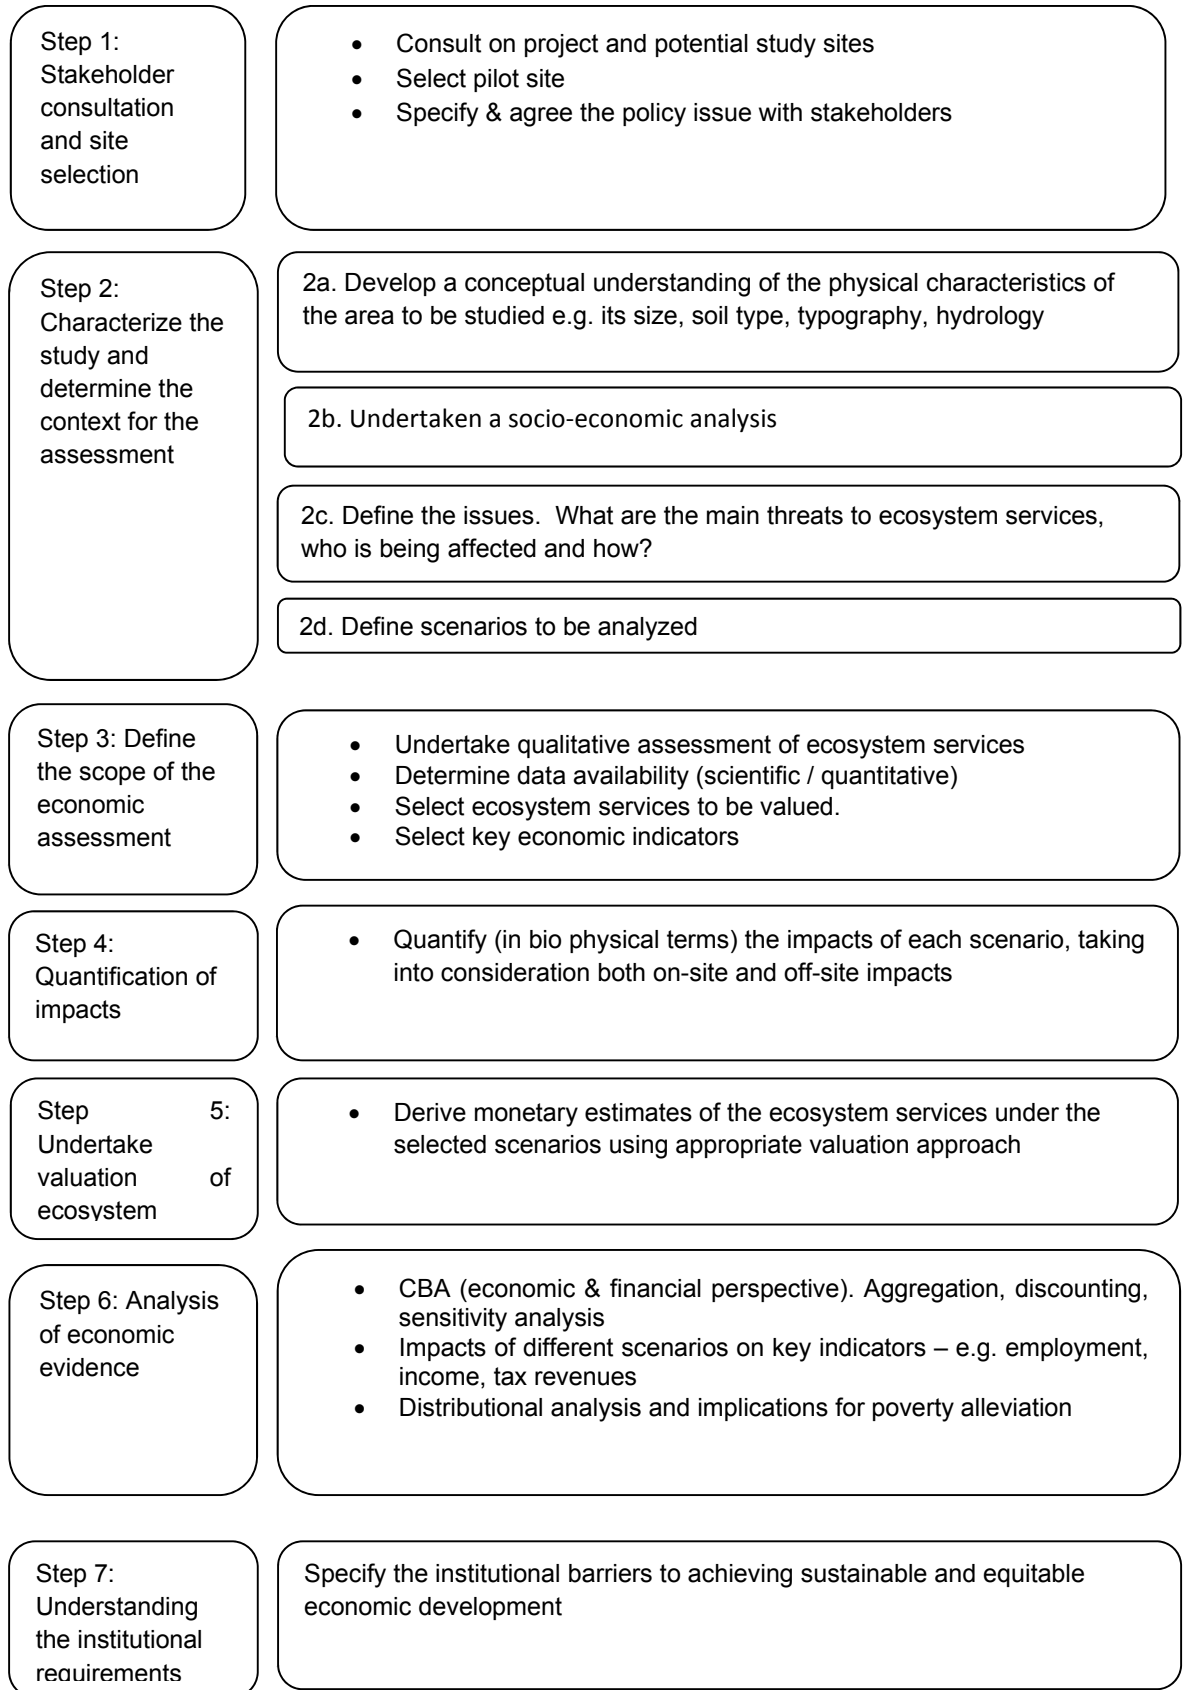 Step 1:
Stakeholder
consultation
and site
selection
• Consult on project and potential study sites
• Select pilot site
• Specify & agree the policy issue with stakeholders
Step 2:
Characterize the
study and
determine the
context for the
assessment
2a. Develop a conceptual understanding of the physical characteristics of
the area to be studied e.g. its size, soil type, typography, hydrology
2b. Undertaken a socio-economic analysis
2c. Define the issues.  What are the main threats to ecosystem services,
who is being affected and how?
2d. Define scenarios to be analyzed
Step 3: Define
the scope of the
economic
assessment
• Undertake qualitative assessment of ecosystem services
• Determine data availability (scientific / quantitative)
• Select ecosystem services to be valued.
• Select key economic indicators
Step 4:
Quantification of
impacts
• Quantify (in bio physical terms) the impacts of each scenario, taking
into consideration both on-site and off-site impacts
Step 5:
Undertake
valuation of
ecosystem
• Derive monetary estimates of the ecosystem services under the
selected scenarios using appropriate valuation approach
Step 6: Analysis
of economic
evidence
• CBA (economic & financial perspective). Aggregation, discounting,
sensitivity analysis
• Impacts of different scenarios on key indicators – e.g. employment,
income, tax revenues
• Distributional analysis and implications for poverty alleviation
Step 7:
Understanding
the institutional
requirements
Specify the institutional barriers to achieving sustainable and equitable
economic development